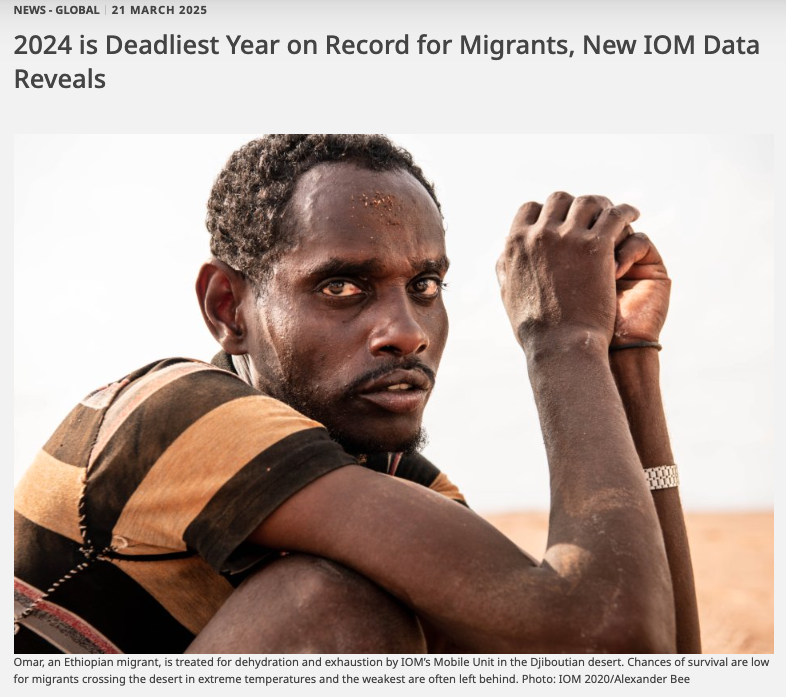 NEWS - GLOBAL | 21 MARCH 2025
2024 is Deadliest Year on Record for Migrants, New IOM Data
Reveals
Omar, an Ethiopian migrant, is treated for dehydration and exhaustion by IOM's Mobile Unit in the Djiboutian desert. Chances of survival are low
for migrants crossing the desert in extreme temperatures and the weakest are often left behind. Photo: IOM 2020/Alexander Bee